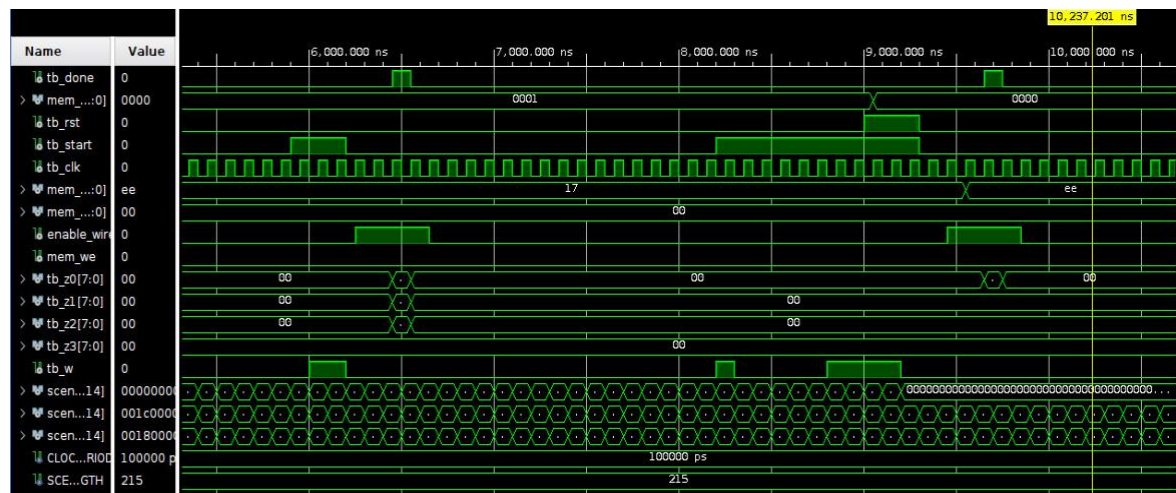 10,237.201 ns
Name Value 6,000.000 ns 7,000.000 ns 8,000.000 ns 9,000.000 ns 10,000.000 ns
tb_done 0
mem_...:0] 0000 0001 0000
tb_rst 0
tb_start 0
tb_clk 0
mem_...:0] ee 17 ee
mem_...:0] 00 00
enable_wire 0
mem_we 0
tb_z0[7:0] 00 00 00 00
tb_z1[7:0] 00 00 00
tb_z2[7:0] 00 00 00
tb_z3[7:0] 00 00
tb_w 0
scen...14] 00000000 0000000000000000000000000000000000...
scen...14] 001c0000
scen...14] 00180000
CLOC...RIOD 100000 p 100000 ps
SCE...GTH 215 215